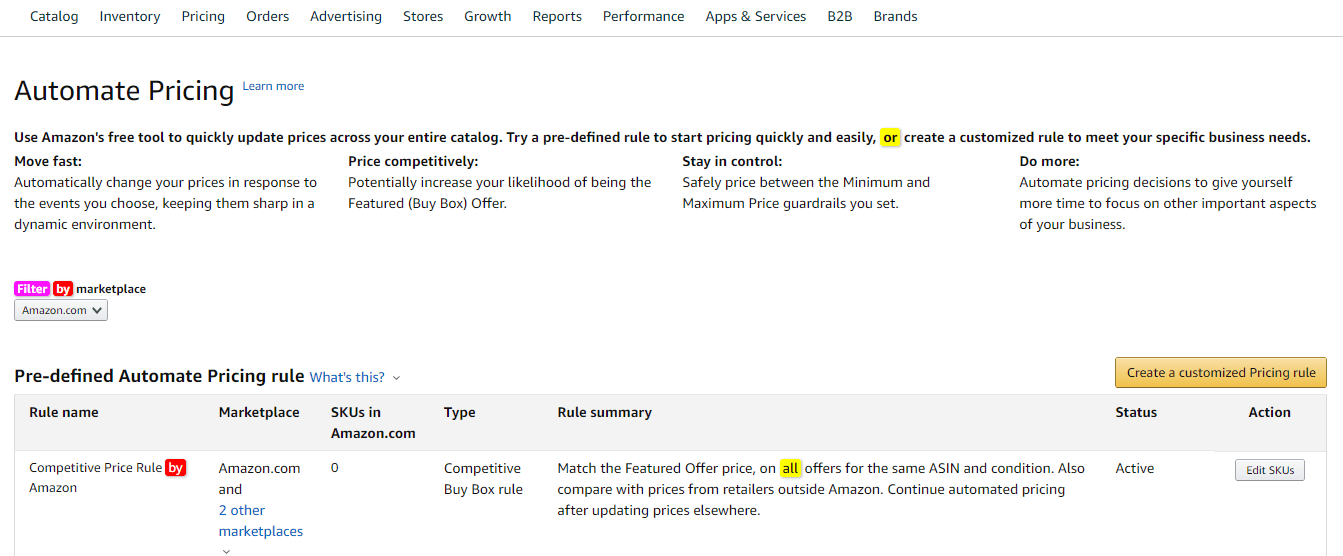 Catalog Inventory Pricing Orders Advertising Stores Growth Reports Performance Apps & Services B2B Brands
Automate Pricing Learn more
Use Amazon's free tool to quickly update prices across your entire catalog. Try a pre-defined rule to start pricing quickly and easily, or create a customized rule to meet your specific business needs.
Move fast:
Automatically change your prices in response to
the events you choose, keeping them sharp in a
dynamic environment.
Price competitively:
Potentially increase your likelihood of being the
Featured (Buy Box) Offer.
Stay in control:
Safely price between the Minimum and
Maximum Price guardrails you set.
Do more:
Automate pricing decisions to give yourself
more time to focus on other important aspects
of your business.
Filter by marketplace
Amazon.com
Pre-defined Automate Pricing rule What's this?
Create a customized Pricing rule
Rule name
Marketplace
SKUs in
Amazon.com
Type
Rule summary
Status
Action
Competitive Price Rule by
Amazon
Amazon.com
and
2 other
marketplaces
0
Competitive
Buy Box rule
Match the Featured Offer price, on all offers for the same ASIN and condition. Also
compare with prices from retailers outside Amazon. Continue automated pricing
after updating prices elsewhere.
Active
Edit SKUs